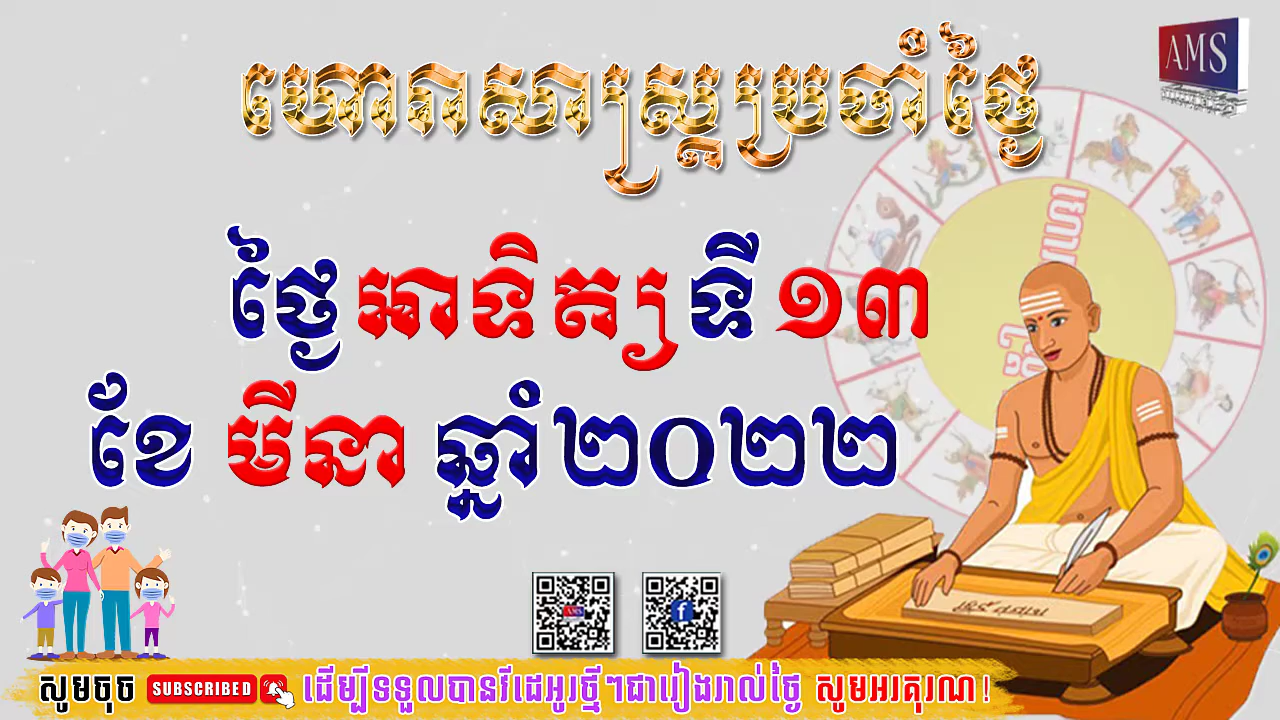 AMS
ហោរាសាស្ត្រប្រចាំថ្ងៃ
ថ្ងៃ អាទិត្យ ទី ១៣
ខែ មីនា ឆ្នាំ ២០២២
AMS
សូមចុច SUBSCRIBED ដើម្បីទទួលបានវីដេអូរថ្មីៗជារៀងរាល់ថ្ងៃ សូមអរគុណ!